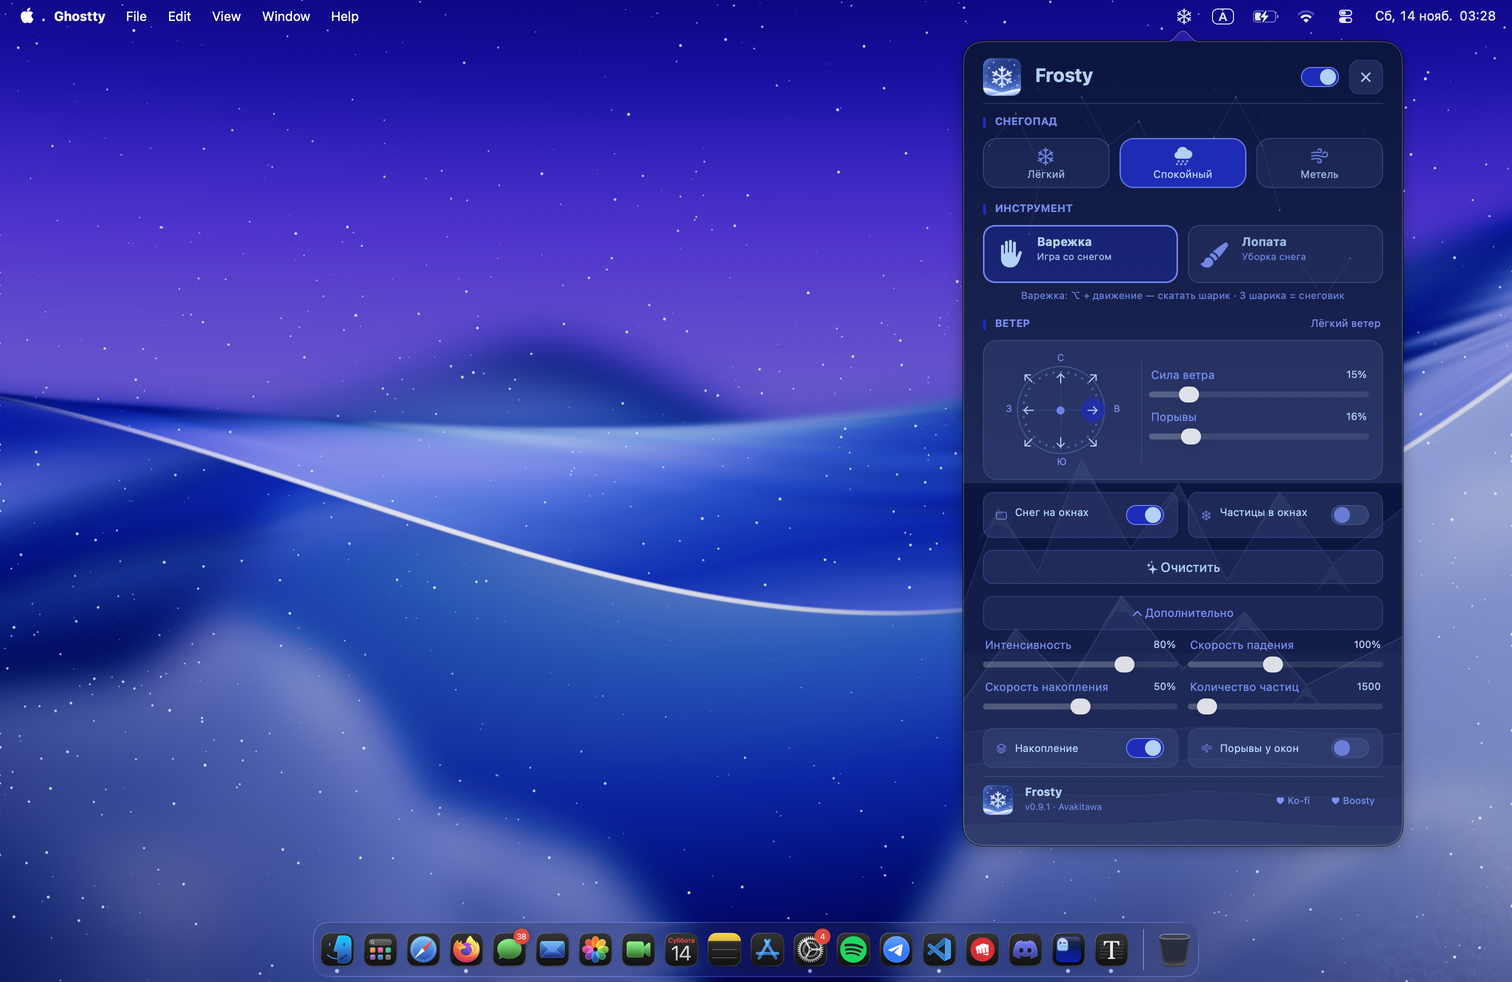 Ghostty File Edit View Window Help
A
Сб, 14 нояб. 03:28
Frosty
СНЕГОПАД
Лёгкий
Спокойный
Метель
ИНСТРУМЕНТ
Варежка
Игра со снегом
Лопата
Уборка снега
Варежка: ⌥ + движение — скатать шарик · 3 шарика = снеговик
ВЕТЕР
Лёгкий ветер
С
З
В
Ю
Сила ветра 15%
Порывы 16%
Снег на окнах
Частицы в окнах
Очистить
Дополнительно
Интенсивность 80%
Скорость падения 100%
Скорость накопления 50%
Количество частиц 1500
Накопление
Порывы у окон
Frosty
v0.9.1 · Avakitawa
Ko-fi
Boosty
38
Суббота
14
4
T